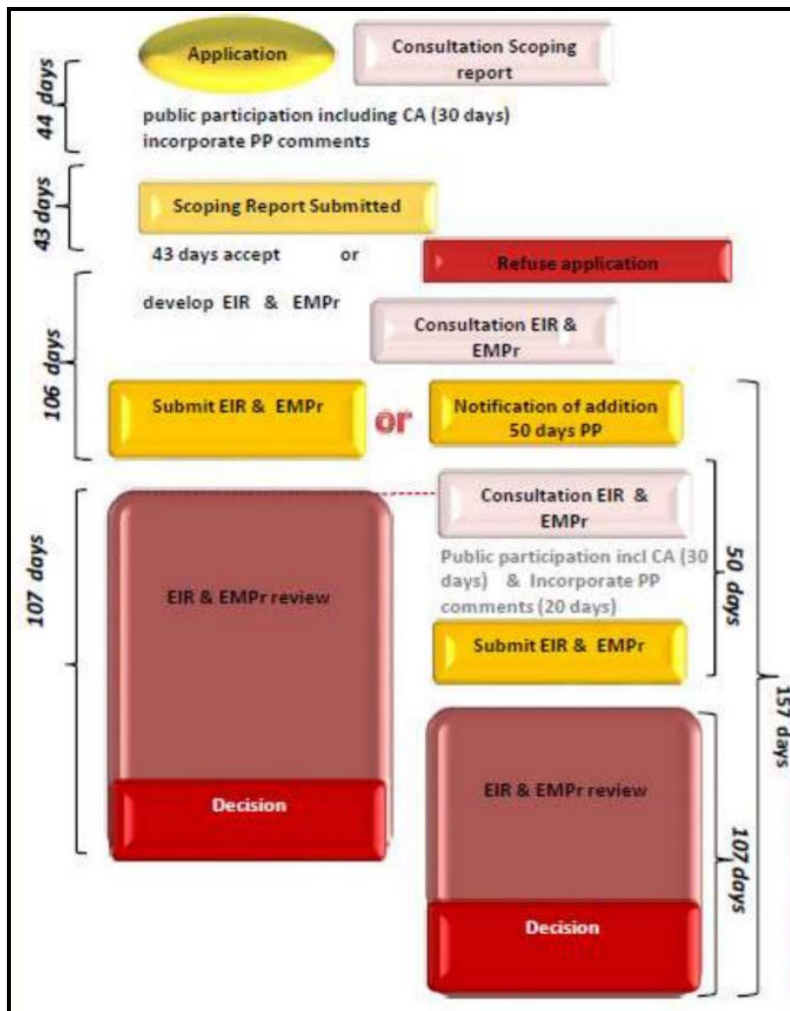 Application
Consultation Scoping
report
44 days
public participation including CA (30 days)
incorporate PP comments
43 days
Scoping Report Submitted
43 days accept or
Refuse application
develop EIR & EMPr
Consultation EIR &
EMPr
106 days
Submit EIR & EMPr
or
Notification of addition
50 days PP
Consultation EIR &
EMPr
Public participation incl CA (30
days) & Incorporate PP
comments (20 days)
50 days
107 days
EIR & EMPr review
Submit EIR & EMPr
157 days
Decision
EIR & EMPr review
107 days
Decision